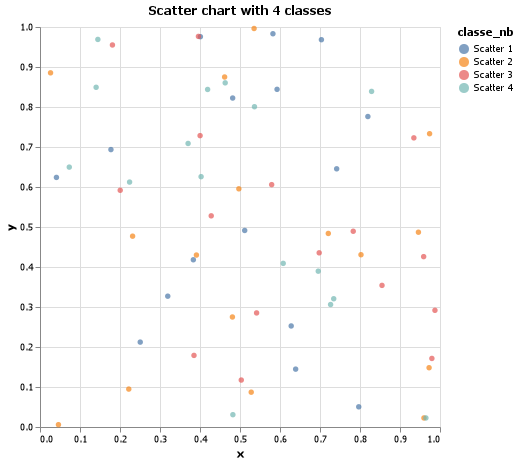 Scatter chart with 4 classes
1.0
0.9
0.8
0.7
0.6
0.5
0.4
0.3
0.2
0.1
0.0
y
0.0 0.1 0.2 0.3 0.4 0.5 0.6 0.7 0.8 0.9 1.0
x
classe_nb
Scatter 1
Scatter 2
Scatter 3
Scatter 4